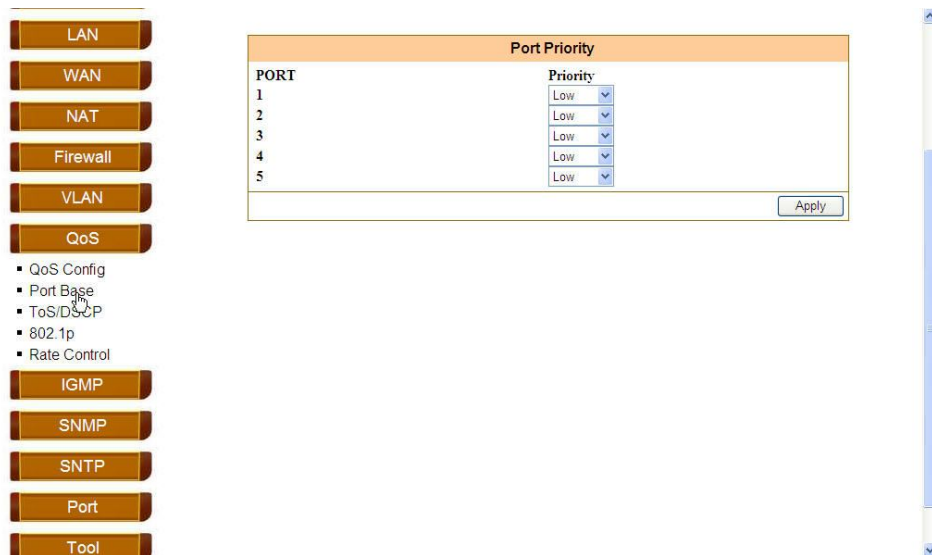 LAN
WAN
NAT
Firewall
VLAN
QoS
QoS Config
Port Base
ToS/DSCP
802.1p
Rate Control
IGMP
SNMP
SNTP
Port
Tool
Port Priority
PORT Priority
1 Low
2 Low
3 Low
4 Low
5 Low
Apply